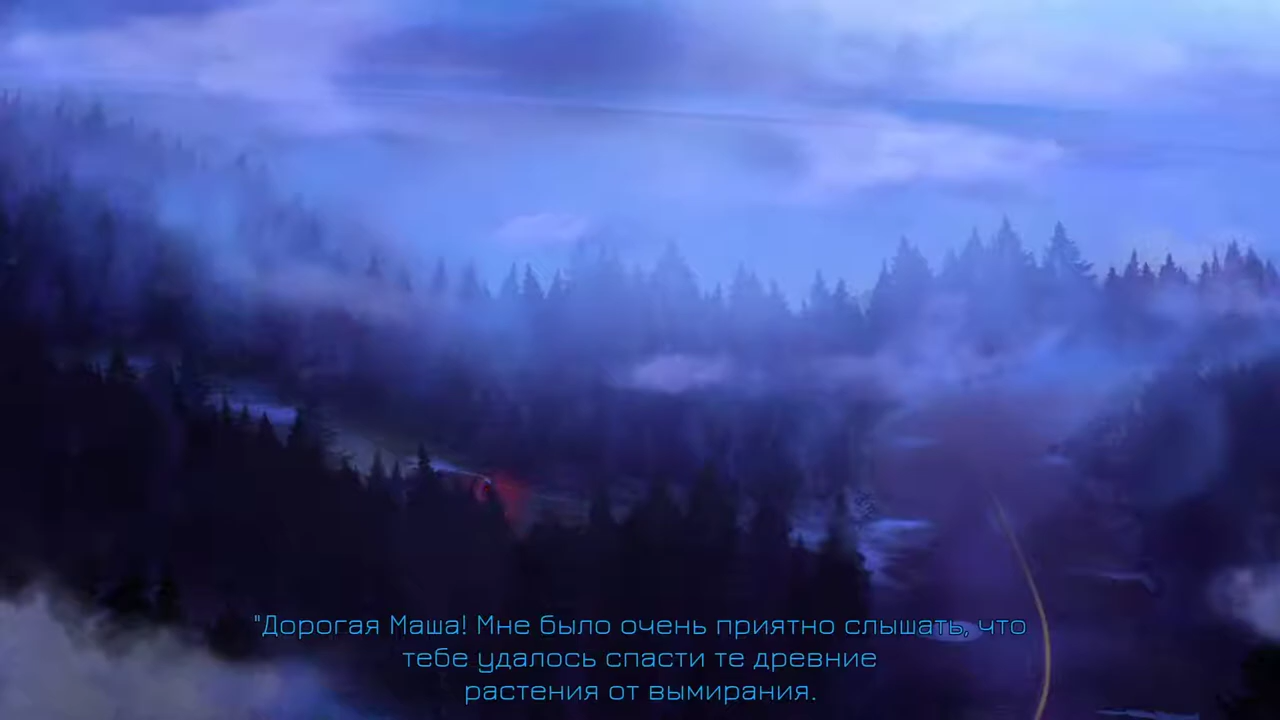 "Дорогая Маша! Мне было очень приятно слышать, что
тебе удалось спасти те древние
растения от вымирания.